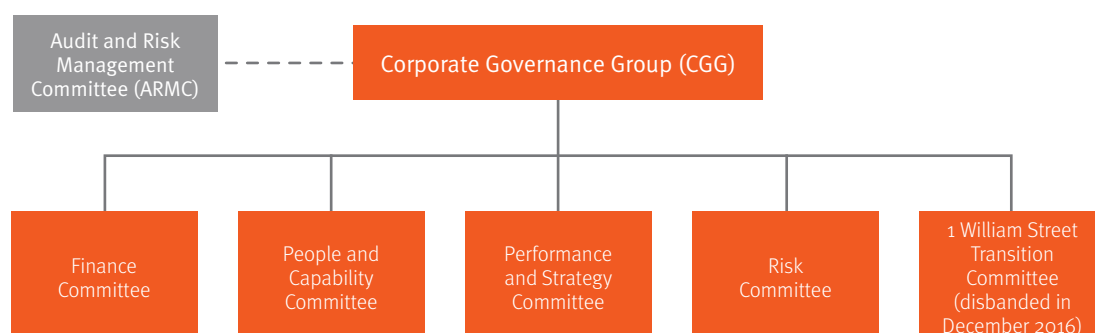 Audit and Risk
Management
Committee (ARMC)
Corporate Governance Group (CGG)
Finance
Committee
People and
Capability
Committee
Performance
and Strategy
Committee
Risk
Committee
1 William Street
Transition
Committee
(disbanded in
December 2016)